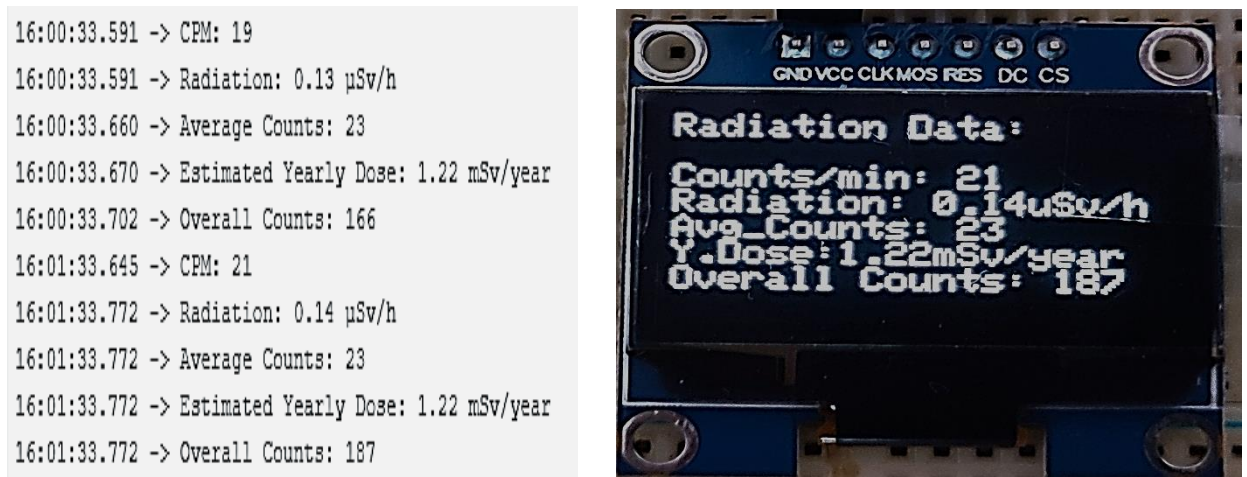 16:00:33.591 -> CPM: 19
16:00:33.591 -> Radiation: 0.13 μSv/h
16:00:33.660 -> Average Counts: 23
16:00:33.670 -> Estimated Yearly Dose: 1.22 mSv/year
16:00:33.702 -> Overall Counts: 166
16:01:33.645 -> CPM: 21
16:01:33.772 -> Radiation: 0.14 μSv/h
16:01:33.772 -> Average Counts: 23
16:01:33.772 -> Estimated Yearly Dose: 1.22 mSv/year
16:01:33.772 -> Overall Counts: 187
GND VCC CLK MOS RES DC CS
Radiation Data:
Counts/min: 21
Radiation: 0.14uSv/h
Avg_Counts: 23
Y.Dose:1.22mSv/year
Overall Counts: 187